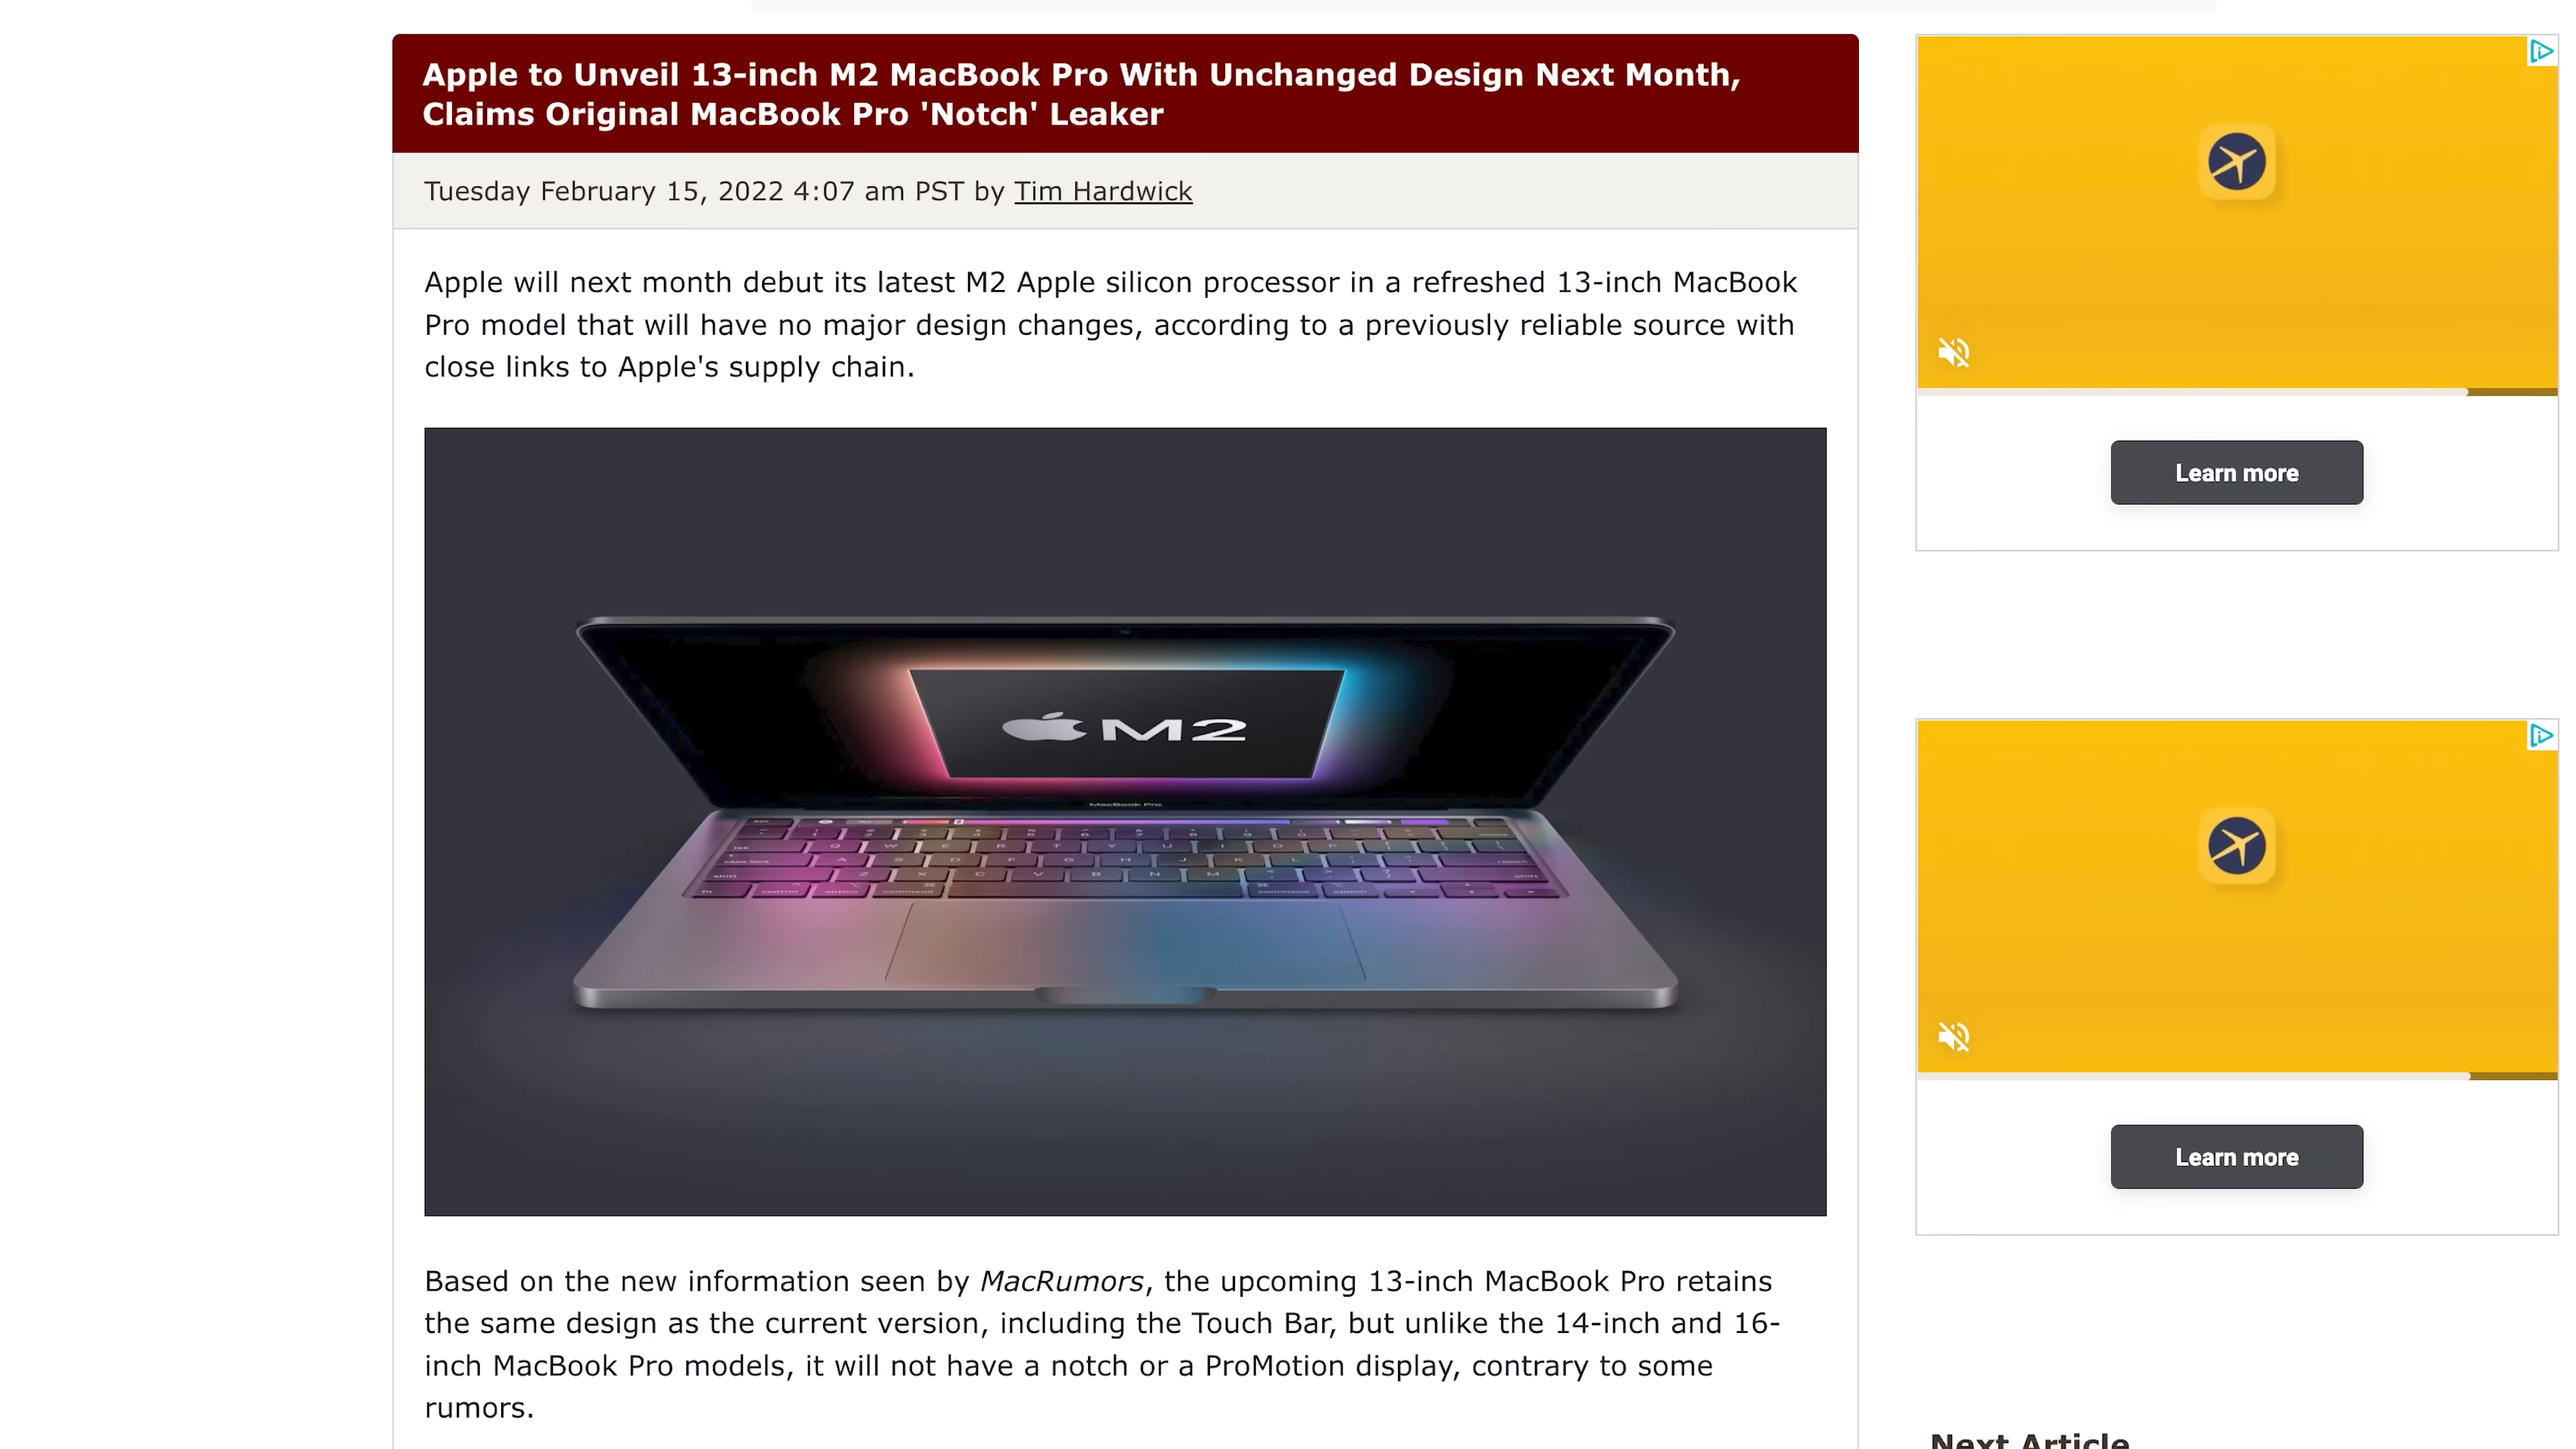 Apple to Unveil 13-inch M2 MacBook Pro With Unchanged Design Next Month,
Claims Original MacBook Pro 'Notch' Leaker
Tuesday February 15, 2022 4:07 am PST by Tim Hardwick
Apple will next month debut its latest M2 Apple silicon processor in a refreshed 13-inch MacBook
Pro model that will have no major design changes, according to a previously reliable source with
close links to Apple's supply chain.
M2
MacBook Pro
Based on the new information seen by MacRumors, the upcoming 13-inch MacBook Pro retains
the same design as the current version, including the Touch Bar, but unlike the 14-inch and 16-
inch MacBook Pro models, it will not have a notch or a ProMotion display, contrary to some
rumors.
Learn more
Learn more
Next Article